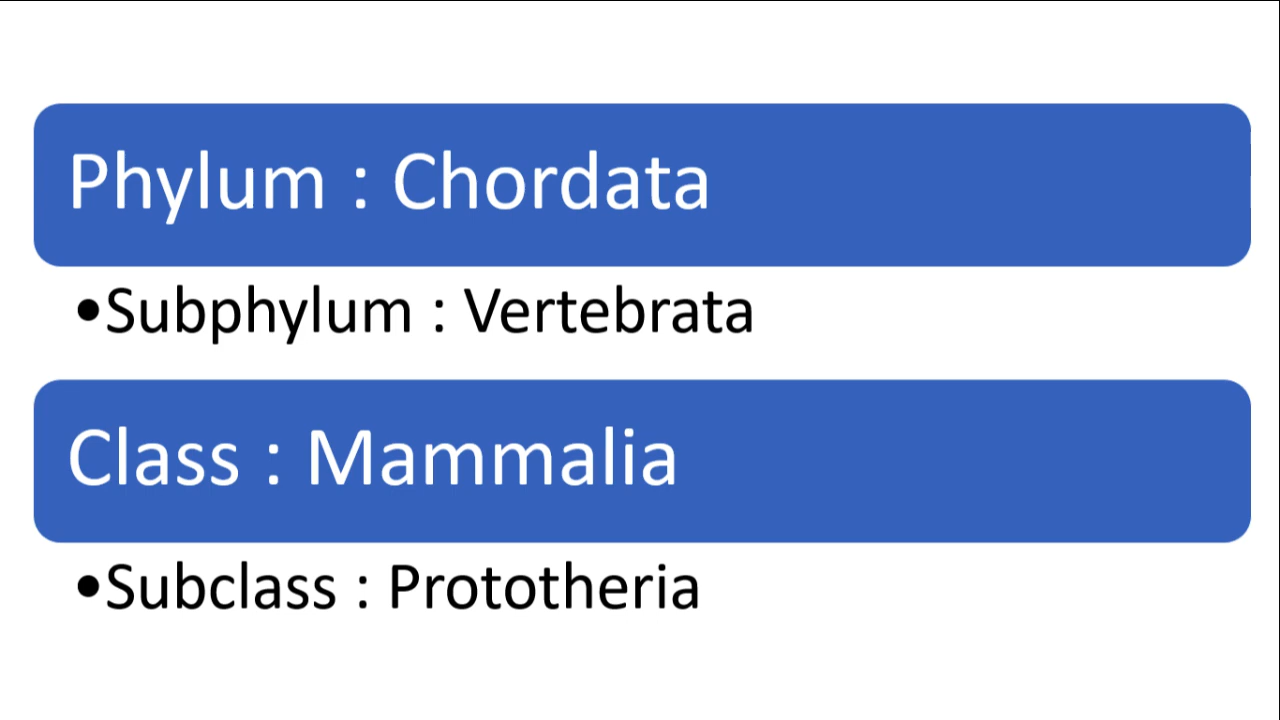 Phylum : Chordata
•Subphylum : Vertebrata
Class : Mammalia
•Subclass : Prototheria